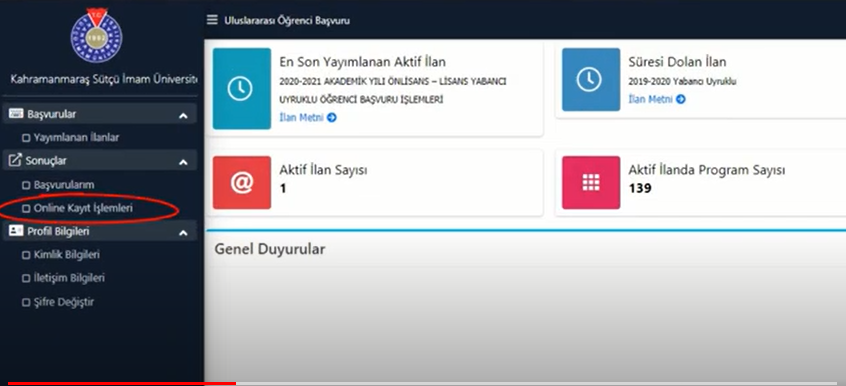 Uluslararası Öğrenci Başvuru
1992
Kahramanmaraş Sütçü İmam Üniversite
Başvurular
Yayımlanan İlanlar
Sonuçlar
Başvurularım
Online Kayıt İşlemleri
Profil Bilgileri
Kimlik Bilgileri
İletişim Bilgileri
Şifre Değiştir
En Son Yayımlanan Aktif İlan
2020-2021 AKADEMİK YILI ÖNLİSANS – LİSANS YABANCI
UYRUKLU ÖĞRENCİ BAŞVURU İŞLEMLERİ
İlan Metni
Süresi Dolan İlan
2019-2020 Yabancı Uyruklu
İlan Metni
Aktif İlan Sayısı
1
Aktif İlanda Program Sayısı
139
Genel Duyurular